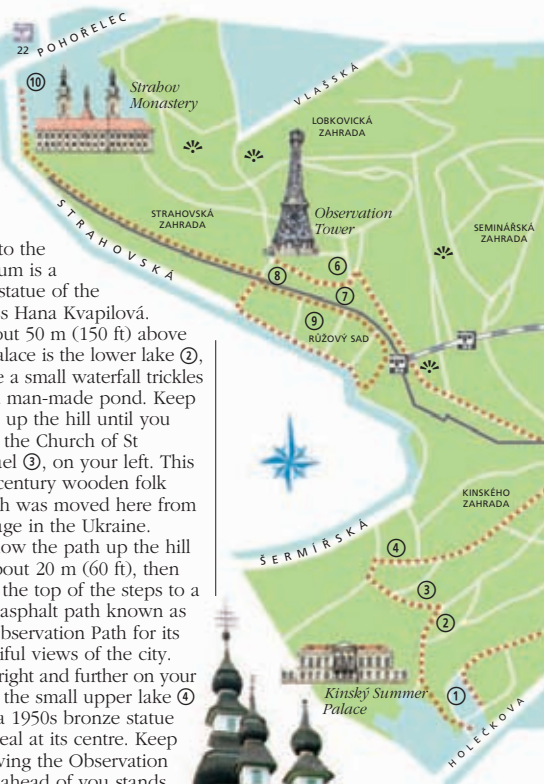 22
POHOŘELEC
⑩
Strahov
Monastery
VLAŠSKÁ
LOBKOVICKÁ
ZAHRADA
STRAHOVSKÁ
STRAHOVSKÁ
ZAHRADA
Observation
Tower
SEMINÁŘSKÁ
ZAHRADA
⑥
⑧
⑦
⑨
RŮŽOVÝ SAD
KINSKÉHO
ZAHRADA
ŠERMÍŘSKÁ
④
③
②
Kinský Summer
Palace
①
HOLEČKOVA
to the
um is a
statue of the
s Hana Kvapilová.
out 50 m (150 ft) above
alace is the lower lake ②,
e a small waterfall trickles
man-made pond. Keep
up the hill until you
the Church of St
el ③, on your left. This
century wooden folk
h was moved here from
age in the Ukraine.
ow the path up the hill
bout 20 m (60 ft), then
the top of the steps to a
asphalt path known as
bservation Path for its
iful views of the city.
right and further on your
the small upper lake ④
a 1950s bronze statue
eal at its centre. Keep
wing the Observation
ahead of you stands